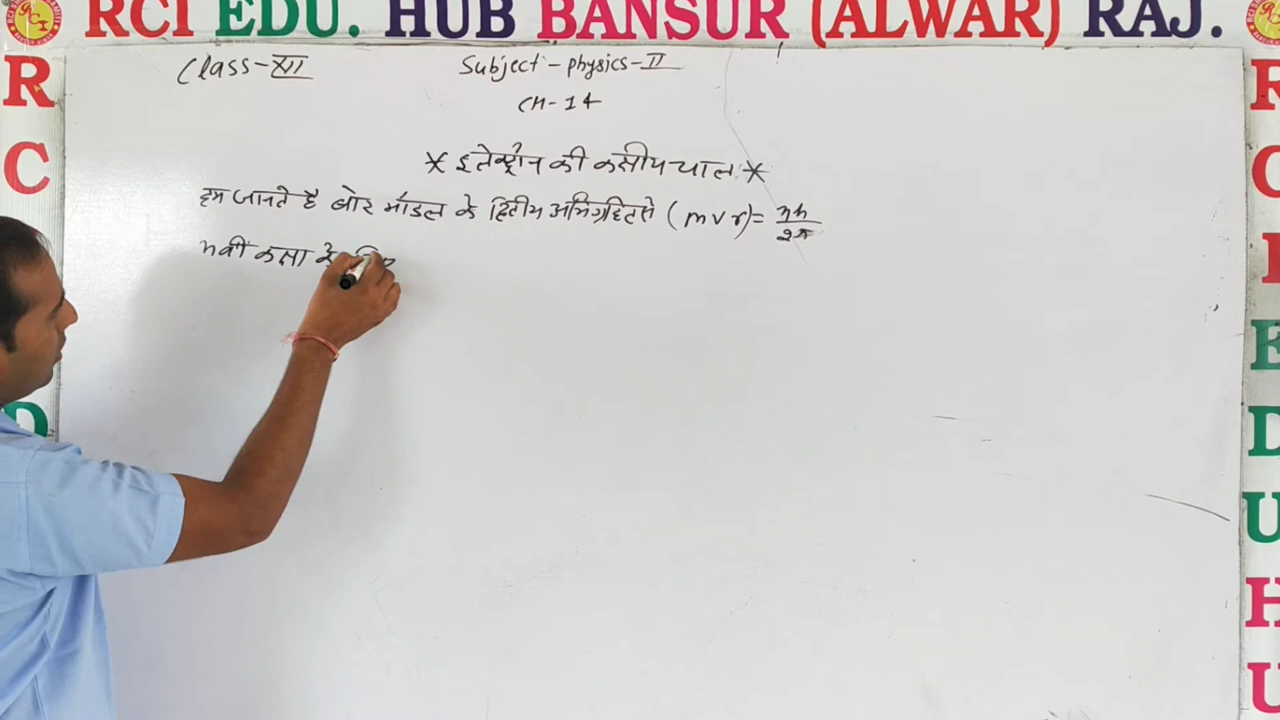 RCI EDU. HUB BANSUR (ALWAR) RAJ.
Class-XII
Subject - physics-II
CH-14
* इलेक्ट्रॉन की कक्षीय चाल *
हम जानते है बोर मॉडल के द्वितीय अभिग्रहित से (mvr) = nh/2π
nवी कक्षा के
R
C
D
R
C
I
E
D
U
H
U